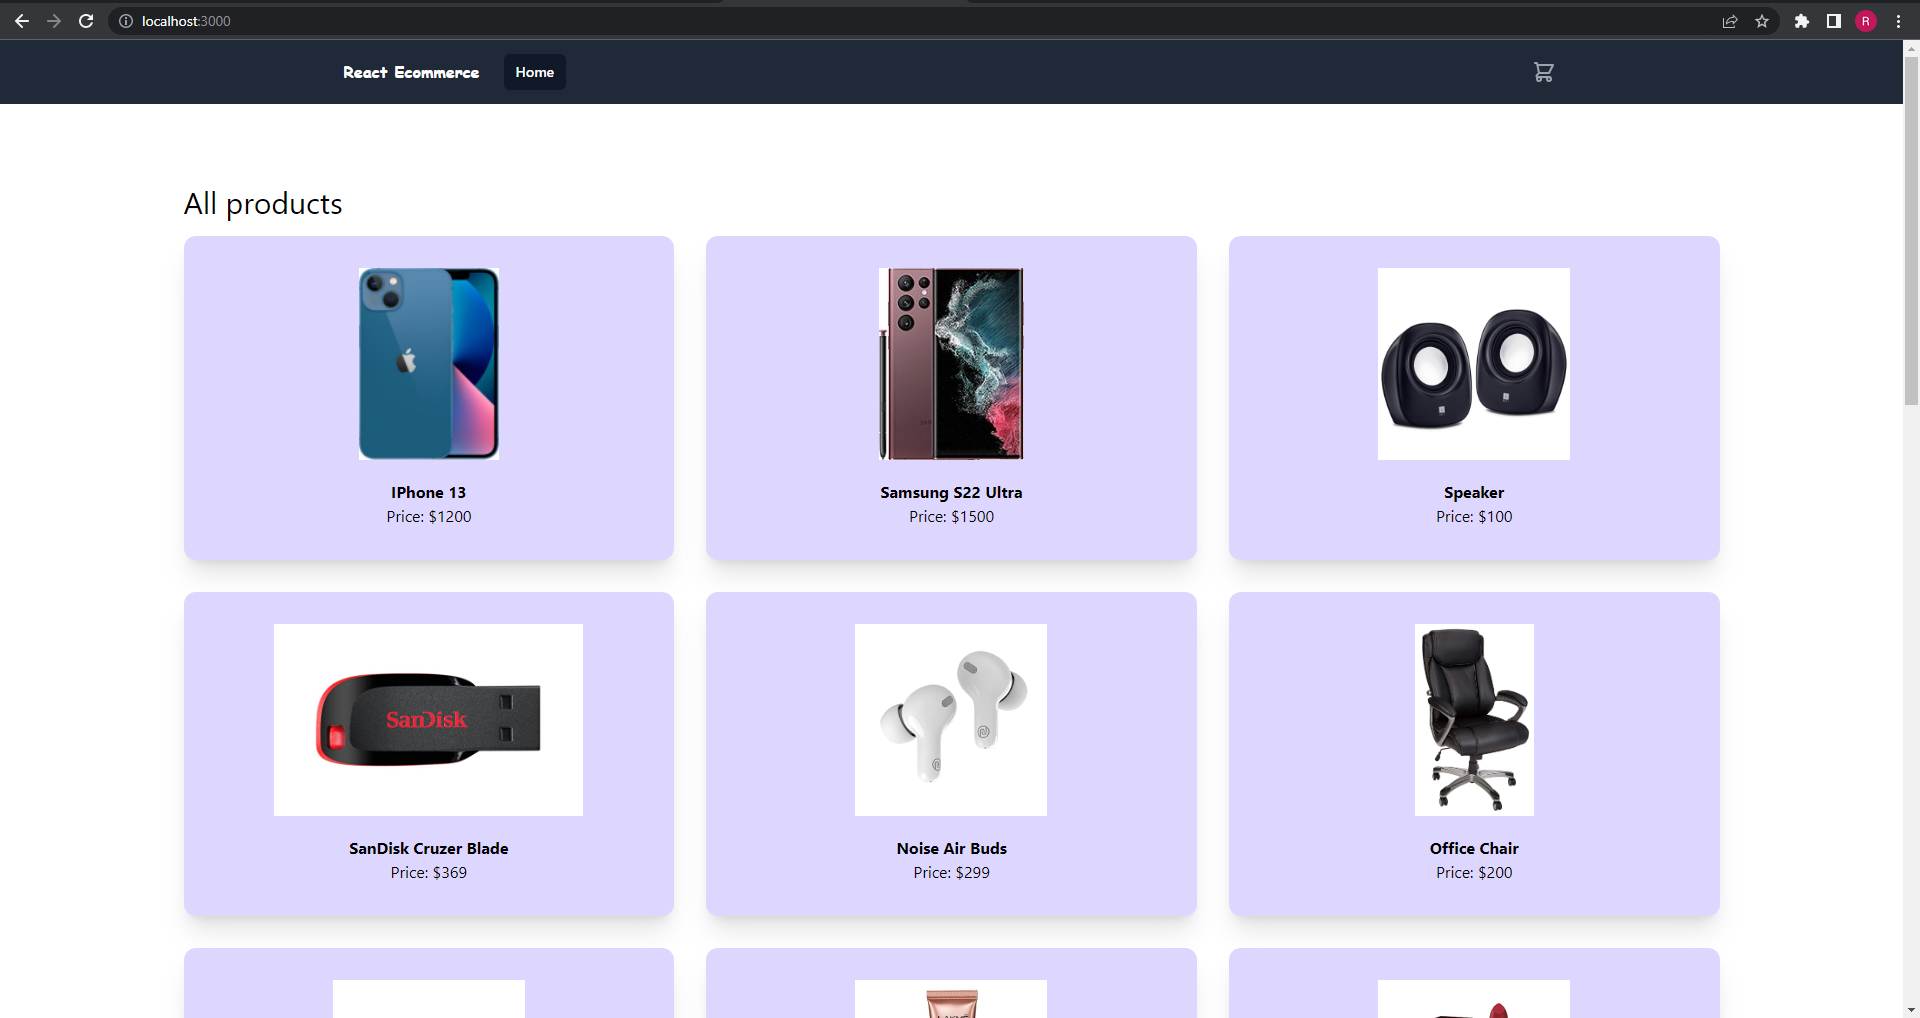 localhost:3000
R
React Ecommerce
Home
All products
IPhone 13
Price: $1200
Samsung S22 Ultra
Price: $1500
Speaker
Price: $100
SanDisk
SanDisk Cruzer Blade
Price: $369
Noise Air Buds
Price: $299
Office Chair
Price: $200